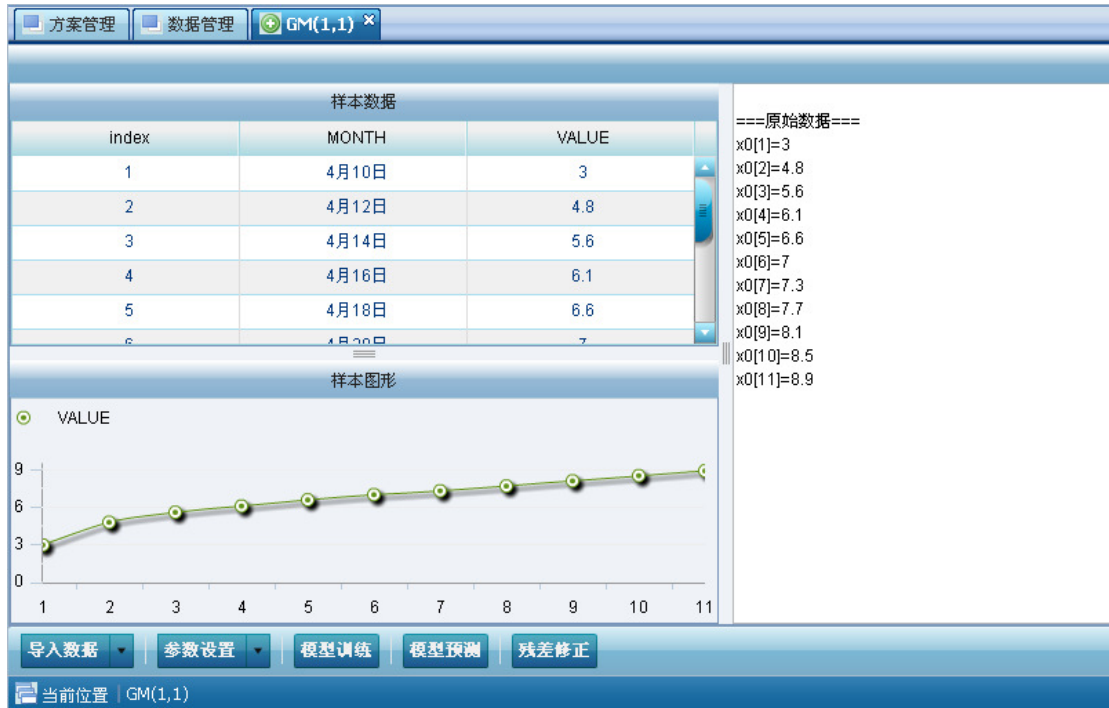 方案管理 数据管理 GM(1,1) ×
样本数据
index MONTH VALUE
1 4月10日 3
2 4月12日 4.8
3 4月14日 5.6
4 4月16日 6.1
5 4月18日 6.6
6 4月20日 7
样本图形
VALUE
9
6
3
0
1 2 3 4 5 6 7 8 9 10 11
===原始数据===
x0[1]=3
x0[2]=4.8
x0[3]=5.6
x0[4]=6.1
x0[5]=6.6
x0[6]=7
x0[7]=7.3
x0[8]=7.7
x0[9]=8.1
x0[10]=8.5
x0[11]=8.9
导入数据 参数设置 模型训练 模型预测 残差修正
当前位置 GM(1,1)